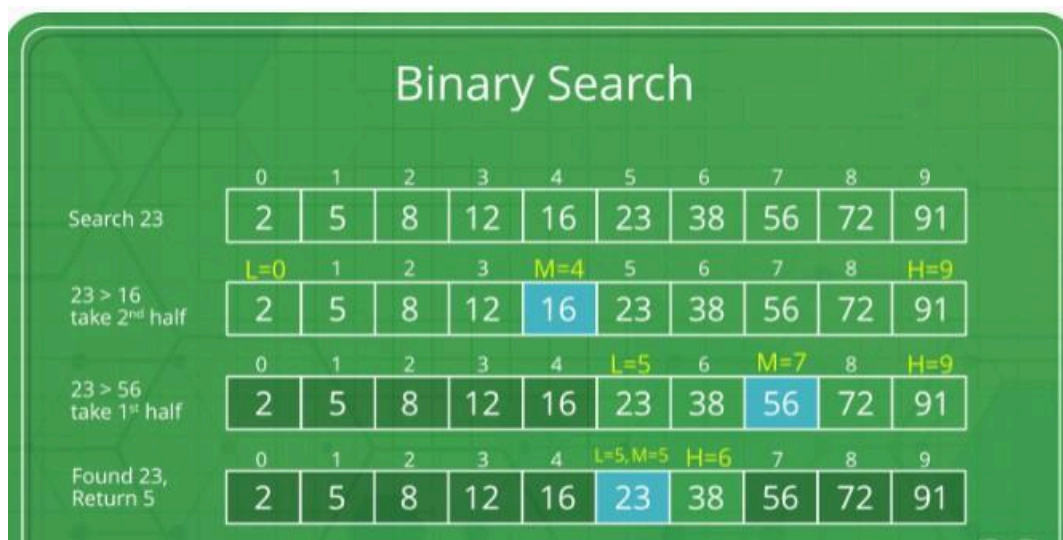 Binary Search
0 1 2 3 4 5 6 7 8 9
Search 23 2 5 8 12 16 23 38 56 72 91
L=0 1 2 3 M=4 5 6 7 8 H=9
23 > 16
take 2nd half 2 5 8 12 16 23 38 56 72 91
0 1 2 3 4 L=5 6 M=7 8 H=9
23 > 56
take 1st half 2 5 8 12 16 23 38 56 72 91
0 1 2 3 4 L=5, M=5 H=6 7 8 9
Found 23,
Return 5 2 5 8 12 16 23 38 56 72 91